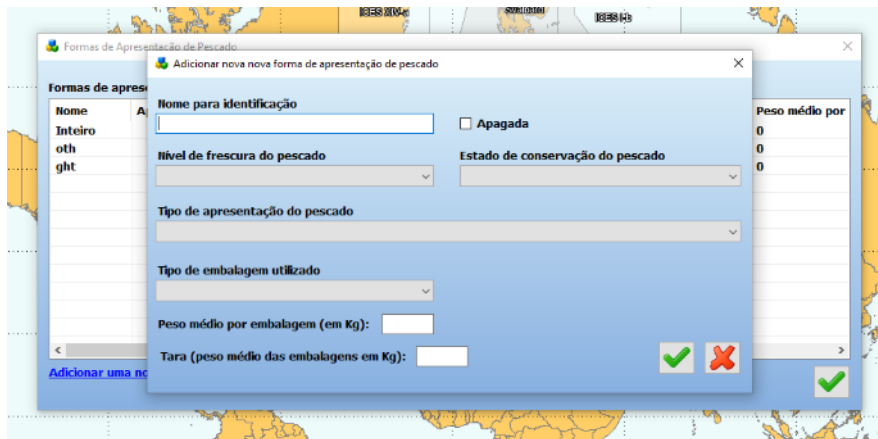 ICES XIV-a
Svalbard
ICES I-b
Formas de Apresentação de Pescado
Adicionar nova nova forma de apresentação de pescado
Formas de aprese
Nome para identificação
Nome
A
Peso médio por
Apagada
Inteiro
0
oth
0
Nível de frescura do pescado
Estado de conservação do pescado
ght
0
Tipo de apresentação do pescado
Tipo de embalagem utilizado
Peso médio por embalagem (em Kg):
Tara (peso médio das embalagens em Kg):
Adicionar uma no